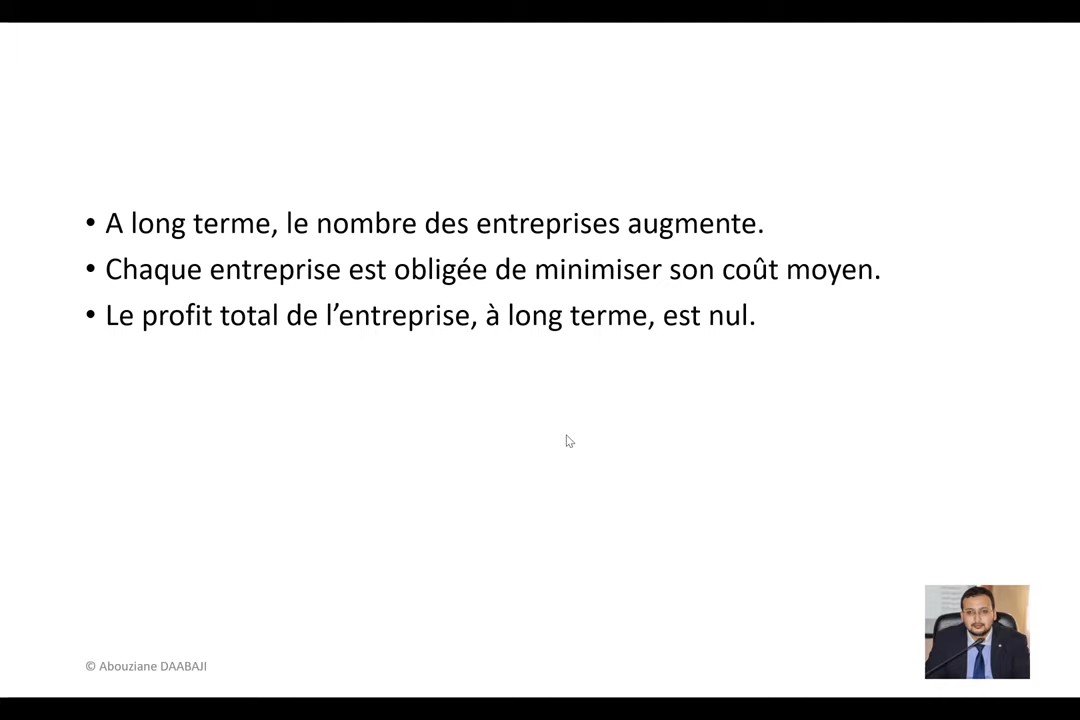 • A long terme, le nombre des entreprises augmente.
• Chaque entreprise est obligée de minimiser son coût moyen.
• Le profit total de l’entreprise, à long terme, est nul.
© Abouziane DAABAJI